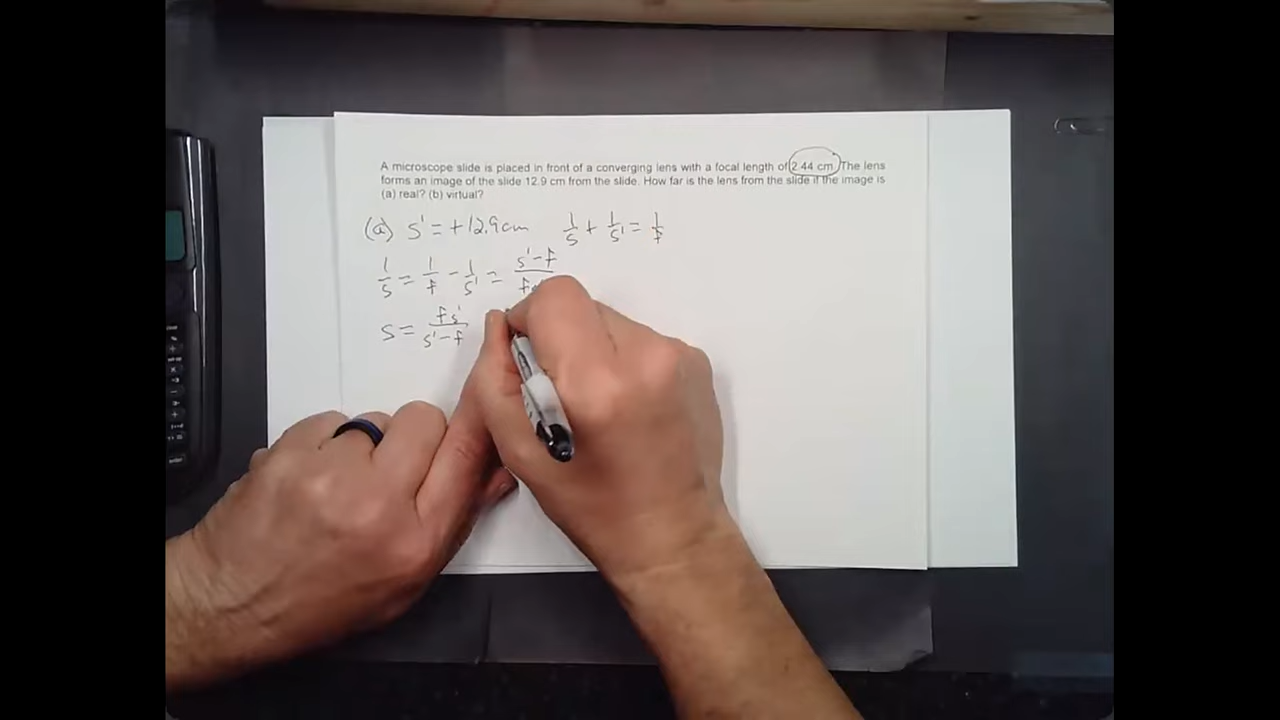 A microscope slide is placed in front of a converging lens with a focal length of 2.44 cm. The lens
forms an image of the slide 12.9 cm from the slide. How far is the lens from the slide if the image is
(a) real? (b) virtual?
(a) s' = +12.9cm 1/s + 1/s' = 1/f
1/s = 1/f - 1/s' = s'-f / f
s = fs' / s'-f